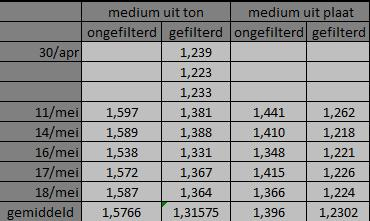 medium uit ton medium uit plaat
ongefilterd gefilterd ongefilterd gefilterd
30/apr 1,239
1,223
1,233
11/mei 1,597 1,381 1,441 1,262
14/mei 1,589 1,388 1,410 1,218
16/mei 1,538 1,331 1,348 1,221
17/mei 1,572 1,367 1,415 1,226
18/mei 1,587 1,364 1,366 1,224
gemiddeld 1,5766 1,31575 1,396 1,2302